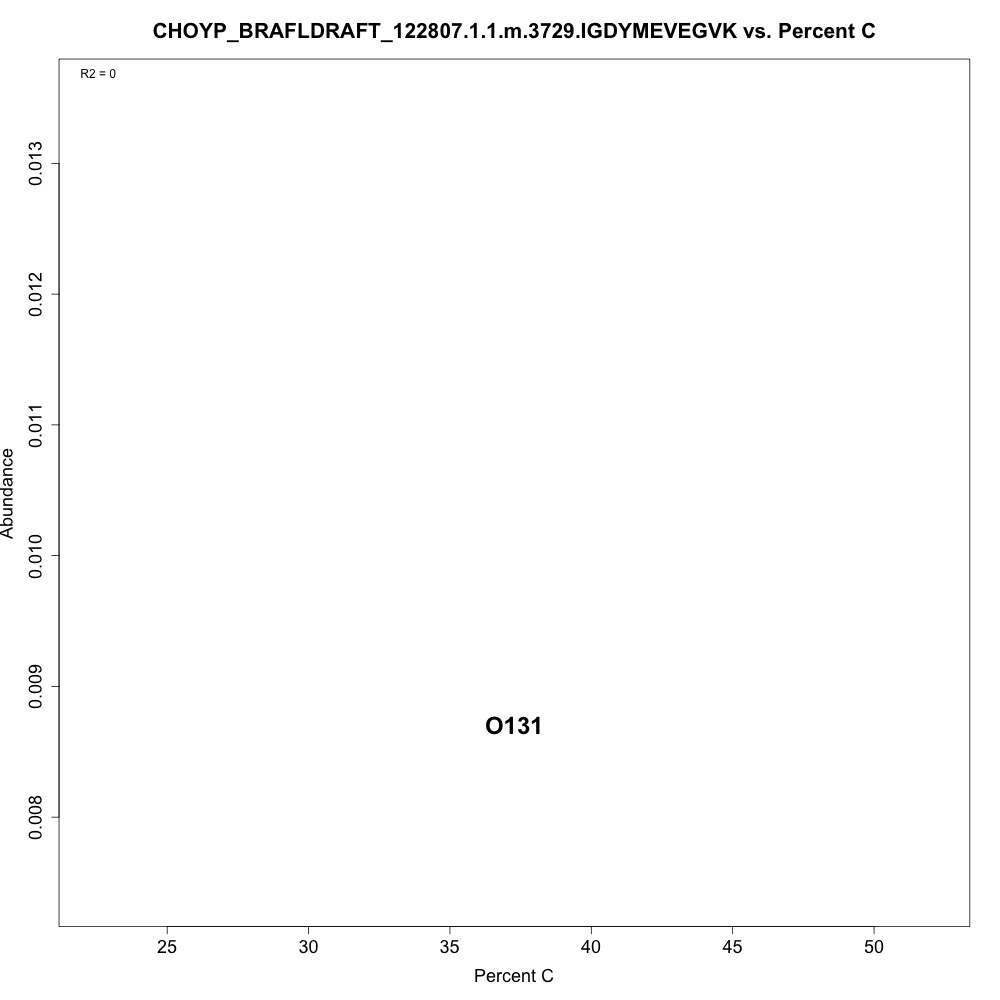 CHOYP_BRAFLDRAFT_122807.1.1.m.3729.IGDYMEVEGVK vs. Percent C
R2 = 0
0.013
0.012
0.011
0.010
0.009
0.008
Abundance
O131
25 30 35 40 45 50
Percent C